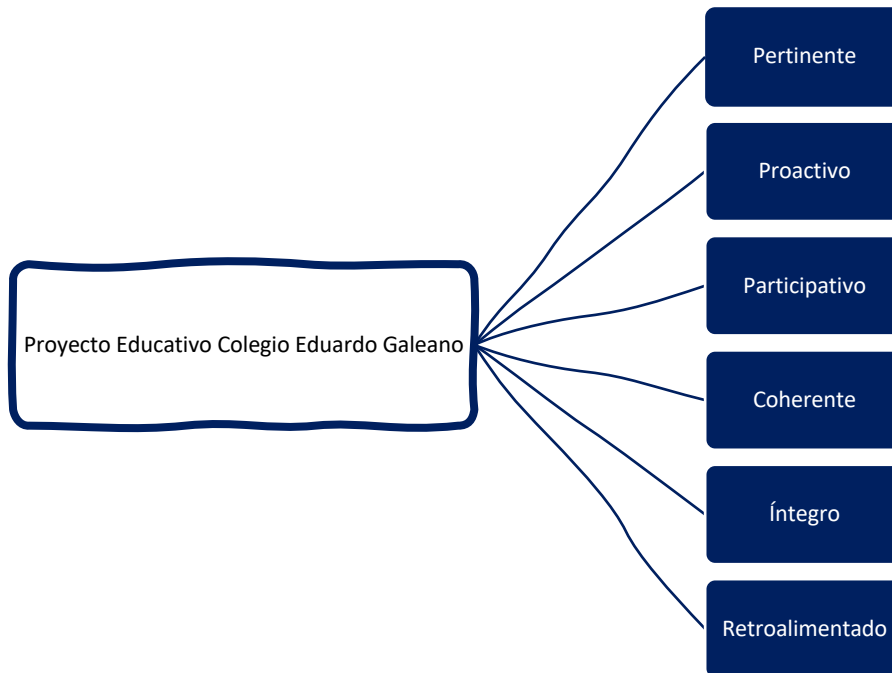 Proyecto Educativo Colegio Eduardo Galeano
Pertinente
Proactivo
Participativo
Coherente
Íntegro
Retroalimentado